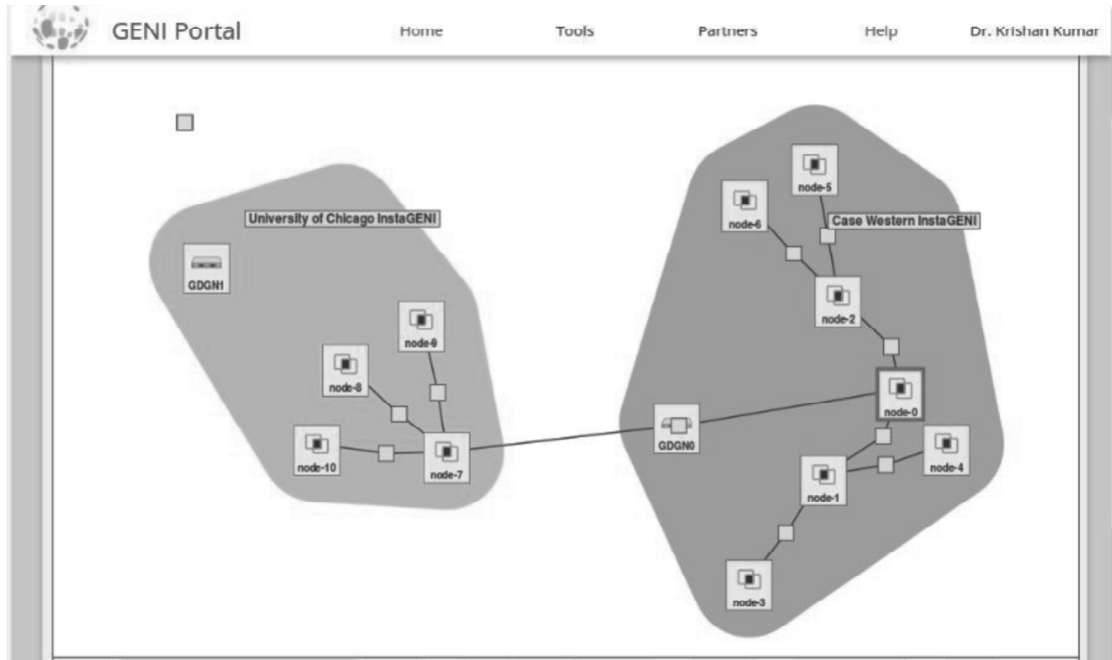 GENI Portal
Home
Tools
Partners
Help
Dr. Krishan Kumar
University of Chicago InstaGENI
GDGN1
node-9
node-8
node-10
node-7
node-5
node-6
Case Western InstaGENI
node-2
node-0
GDGN0
node-4
node-1
node-3